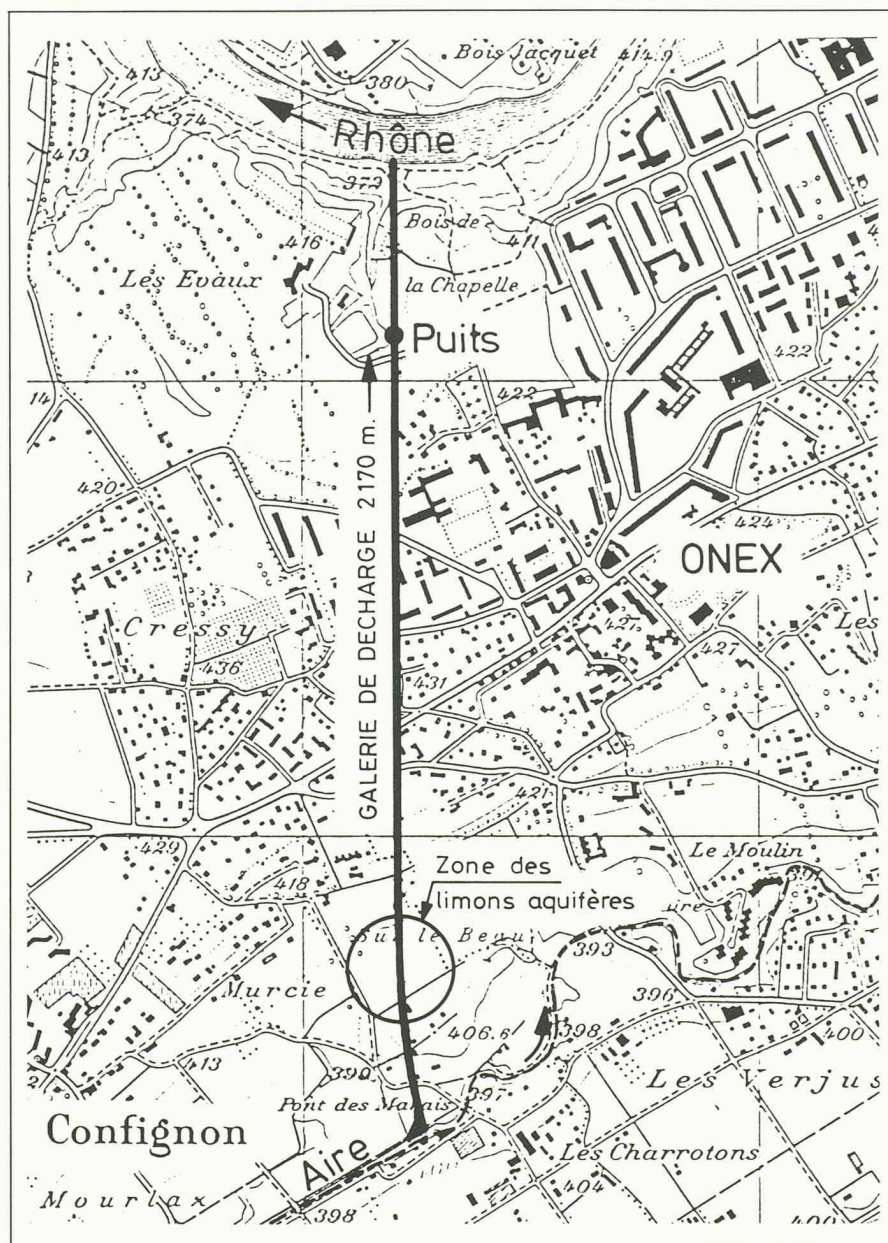 Bois Jacquet
413
380
414.9
Rhône
374
413
372
Bois de
411
416
Les Evaux
la Chapelle
Puits
422
14
422
GALERIE DE DECHARGE 2170 m.
420
424
ONEX
Cressy
427
Les
436
427
431
421
429
Le Moulin
Zone des
limons aquifères
391
418
Sur le Beau
393
Murcie
396
406.6
398
400
413
390
Les Verjus
397
Pont des Marais
Confignon
Aire
Les Charrotons
404
Mourlax
398
400